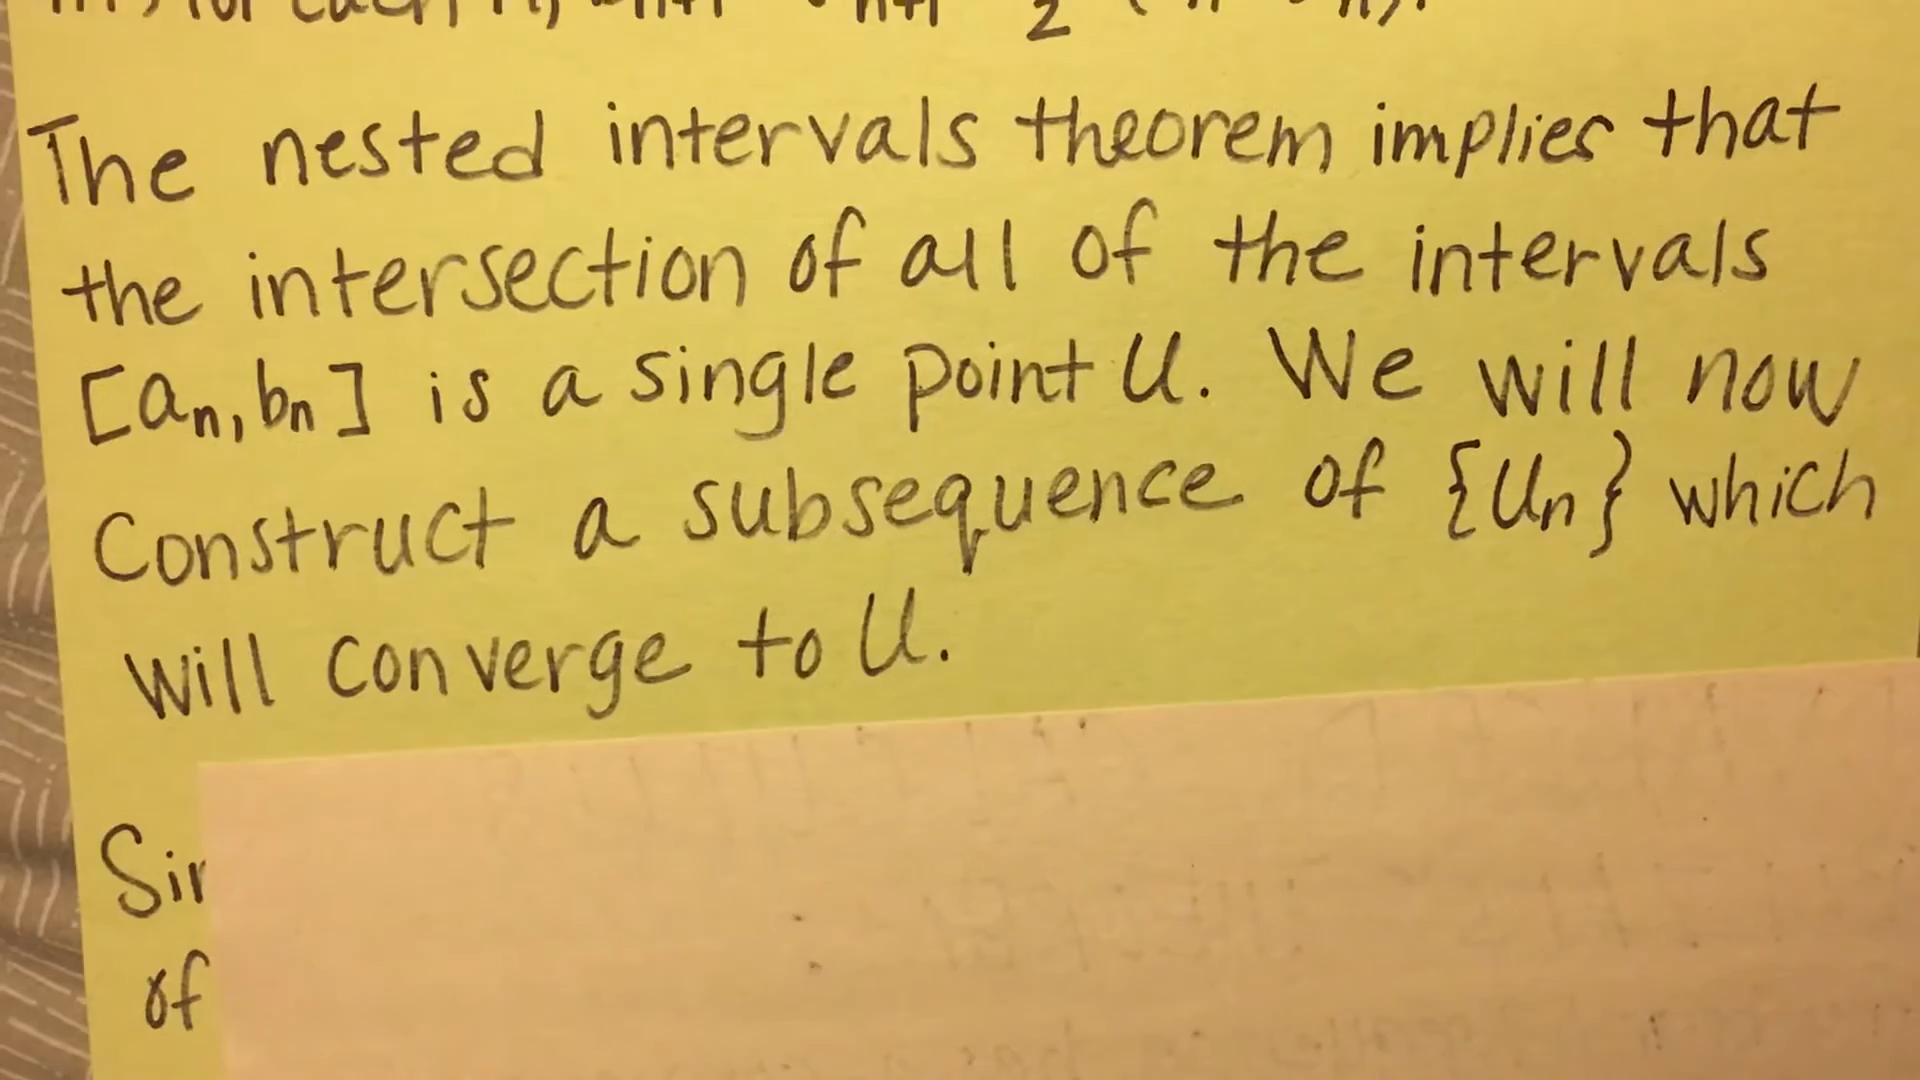 The nested intervals theorem implies that
the intersection of all of the intervals
[an, bn] is a single point U. We will now
Construct a subsequence of {Un} which
will converge to U.
of